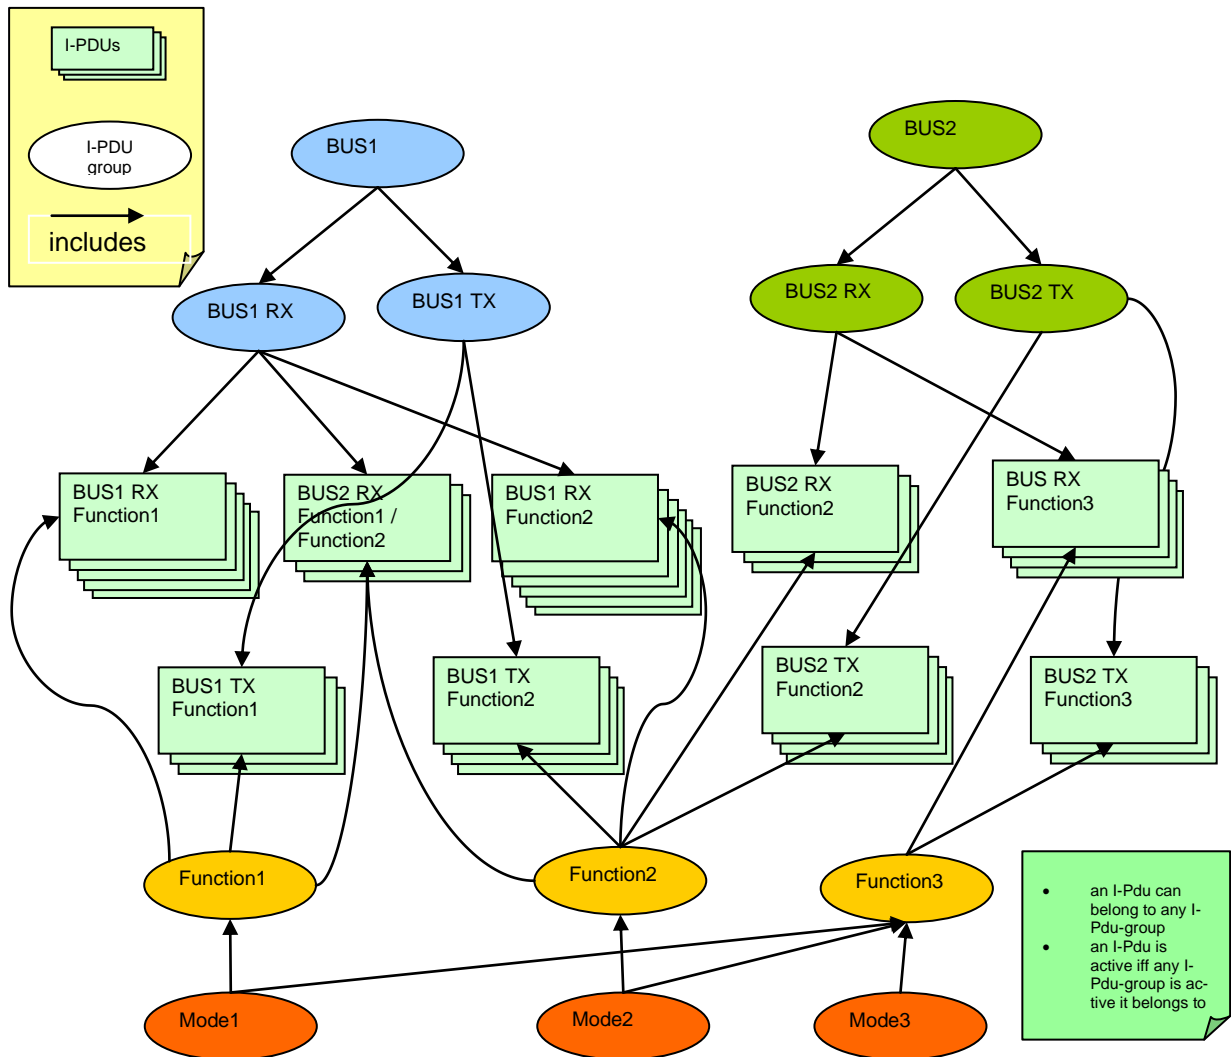 I-PDUs
I-PDU
group
includes
BUS1
BUS2
BUS1 RX
BUS1 TX
BUS2 RX
BUS2 TX
BUS1 RX
Function1
BUS2 RX
Function1 /
Function2
BUS1 RX
Function2
BUS2 RX
Function2
BUS RX
Function3
BUS1 TX
Function1
BUS1 TX
Function2
BUS2 TX
Function2
BUS2 TX
Function3
Function1
Function2
Function3
• an I-Pdu can
belong to any I-
Pdu-group
• an I-Pdu is
active iff any I-
Pdu-group is ac-
tive it belongs to
Mode1
Mode2
Mode3